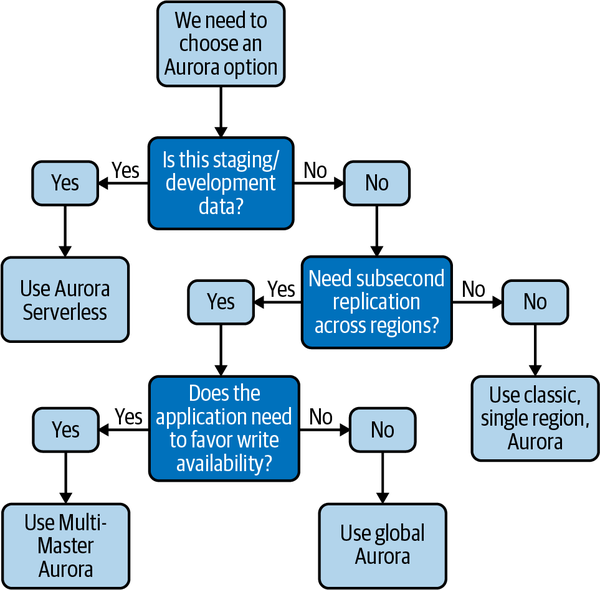 We need to
choose an
Aurora option
Is this staging/
development
data?
Yes
Yes
No
No
Use Aurora
Serverless
Need subsecond
replication
across regions?
Yes
Yes
No
No
Use classic,
single region,
Aurora
Does the
application need
to favor write
availability?
Yes
Yes
No
No
Use Multi-
Master
Aurora
Use global
Aurora